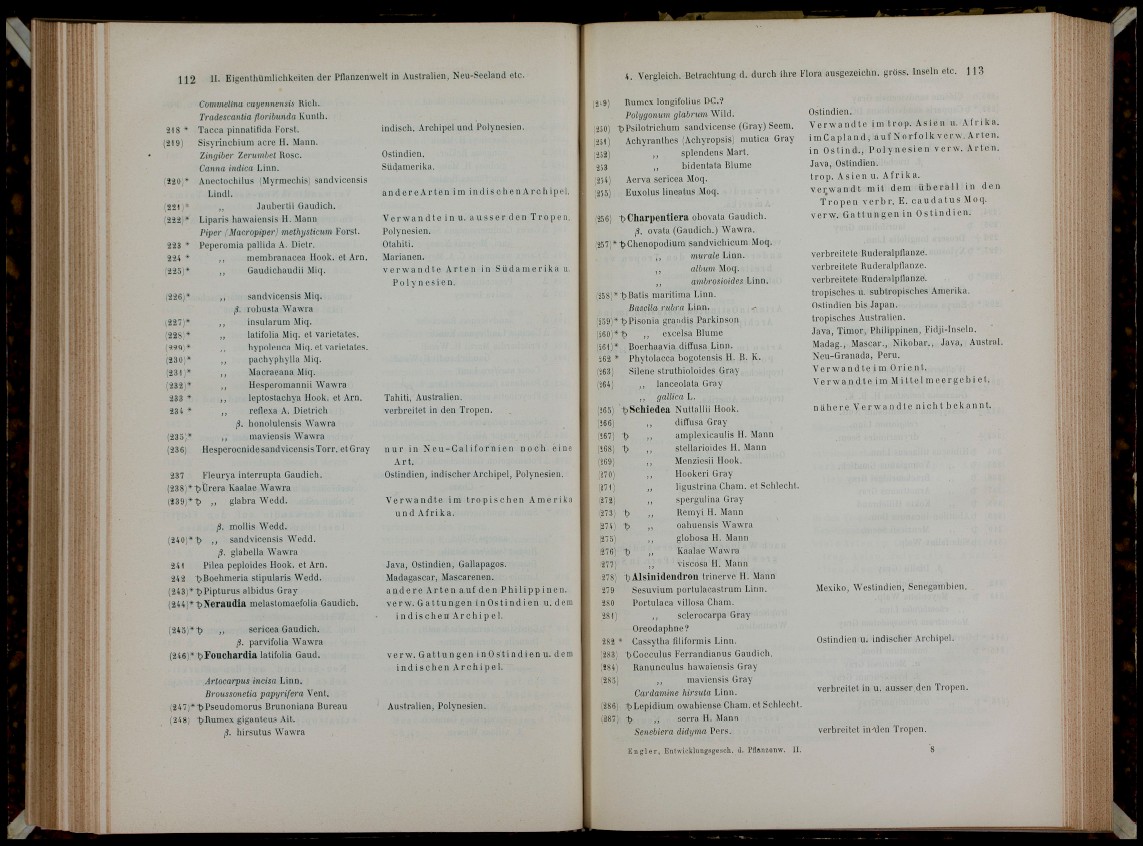 112 II. Eigenthümlichkeiten der Pflanzenwelt in Australien, Neu-Seeland etc.
Commelina cayennensis Rich.
Tradescantia floribunda Kunth.
218 * Tacca pinnatifida Forst. indisch. Archipel und Polynesien.
(219) Sisyrinchium acre H. Mann.
Zingiber Zerumbet Rosc. Ostindien.
Canna indica Linn. Südamerika.
(220)* Anectochilus (Myrmechis) sandvicensis
Lindl. andere Arten im indischen Archipel.
(221)* ,, Jaubertii Gaudich.
(222)* Liparis hawaiensis H. Mann Verwandte in u. ausser den Tropen.
Piper (Macropiper) methysticum Forst. Polynesien.
223 * Peperomia pallida A. Dietr. Otahiti.
224 * ,, membranacea Hook. et Arn. Marianen.
(225)* ,, Gaudichaudii Miq. verwandte Arten in Südamerika u.
Polynesien.
(226)* ,, sandvicensis Miq.
β. robusta Wawra
(227)* ,, insularum Miq.
(228)* ,, latifolia Miq. et varietates.
(229)* ,, hypolenca Miq. et varietates.
(230)* ,, pachyphylla Miq.
(231)* ,, Macraeana Miq.
(232)* ,, Hesperomannii Wawra
233 * ,, leptostachya Hook. et Arn. Tahiti, Australien.
234 * ,, reflexa A. Dietrich verbreitet in den Tropen.
β. honolulensis Wawra
(235)* ,, maviensis Wawra
(236) Hesperocnide sandvicensis Torr. et Gray nur in Neu-Californien noch eine
Art.
237 Fleurya interrupta Gaudich. Ostindien, indischer Archipel, Polynesien.
(238)* ђ Urera Kaalae Wawra
(239)* ђ ,, glabra Wedd. Verwandte im tropischen Amerika
und Afrika.
β. mollis Wedd.
(240)* ђ ,, sandvicensis Wedd.
β. glabella Wawra
241 Pilea peploides Hook. et Arn. Java, Ostindien, Gallapagos.
242 ђ Boehmeria stipularis Wedd. Madagascar, Mascarenen.
(243)* ђ Pipturus albidus Gray andere Arten auf den Philippinen.
(244)* ђ Neraudia melastomaefolia Gaudich. verw. Gattungen in Ostindien u. dem
indischen Archipel.
(245)* ђ ,, sericea Gaudich.
β. parvifolia Wawra
(246)* ђ Fouchardia latifolia Gaud. verw. Gattungen in Ostindien u. dem
indischen Archipel.
Artocarpus incisa Linn.
Broussonetia papyrifera Vent.
(247)* ђ Pseudomorus Brunoniana Bureau Australien, Polynesien.
(248) ђ Rumex giganteus Ait.
β. hirsutus Wawra
4. Vergleich. Betrachtung d. durch ihre Flora ausgezeichn. gröss. Inseln etc. 113
(249) Rumex longifolius DC.?
Polygonum glabrum Wild. Ostindien.
(250) ђ Psilotrichum sandvicense (Gray) Seem. Verwandte im trop. Asien u. Afrika.
(251) Achyranthes (Achyropsis) mutica Gray im Capland, auf Norfolk verw. Arten.
(252) ,, splendens Mart. in Ostind., Polynesien verw. Arten.
253 ,, bidentata Blume Java, Ostindien.
(254) Aerva sericea Moq. trop. Asien u. Afrika.
(255) Euxolus lineatus Moq. verwandt mit dem überall in den
Tropen verbr. E. caudatus Moq.
(256) ђ Charpentiera obovata Gaudich. verw. Gattungen in Ostindien.
β. ovata (Gaudich.) Wawra.
(257)* ђ Chenopodium sandvichicum Moq.
,, murale Linn. verbreitete Ruderalpflanze.
,, album Moq. verbreitete Ruderalpflanze.
,, ambrosioides Linn. verbreitete Ruderalpflanze.
(258)* ђ Batis maritima Linn. tropisches u. subtropisches Amerika.
Basella rubra Linn. Ostindien bis Japan.
(259)* ђ Pisonia grandis Parkinson tropisches Australien.
(260)* ђ ,, excelsa Blume Java, Timor, Philippinen, Fidji-Inseln.
(261)* Boerhaavia diffusa Linn. Madag., Mascar., Nikobar., Java, Austral.
262 * Phytolacca bogotensis H. B. K. Neu-Granada, Peru.
(263) Silene struthioloides Gray Verwandte im Orient.
(264) ,, lanceolata Gray Verwandte im Mittelmeergebiet.
,, gallica L.
(265) ђ Schiedea Nuttallii Hook. nähere Verwandte nicht bekannt.
(266) ,, diffusa Gray
(267) ђ ,, amplexicaulis H. Mann
(268) ђ ,, stellarioides H. Mann
(269) ,, Menziesii Hook.
(270) ,, Hookeri Gray
(271) ,, ligustrina Cham. et Schlecht.
(272) ,, spergulina Gray
(273) ђ ,, Remyi H. Mann
(274) ђ ,, oahuensis Wawra
(275) ,, globosa H. Mann
(276) ђ ,, Kaalae Wawra
277) ,, viscosa H. Mann
278) ђ Alsinidendron trinerve H. Mann
279 Sesuvium portulacastrum Linn. Mexiko, Westindien, Senegambien.
280 Portulaca villosa Cham.
281) ,, sclerocarpa Gray
Oreodaphne?
282 * Cassytha filiformis Linn. Ostindien u. indischer Archipel.
(283) ђ Cocculus Ferrandianus Gaudich.
(284) Ranunculus hawaiensis Gray
(285) ,, maviensis Gray
Cardamine hirsuta Linn. verbreitet in u. ausser den Tropen.
(286) ђ Lepidium owahiense Cham. et Schlecht.
(287) ђ ,, serra H. Mann
Senebiera didyma Pers. verbreitet in den Tropen.
Engler, Entwicklungsgesch. d. Pflanzenw. II. 8